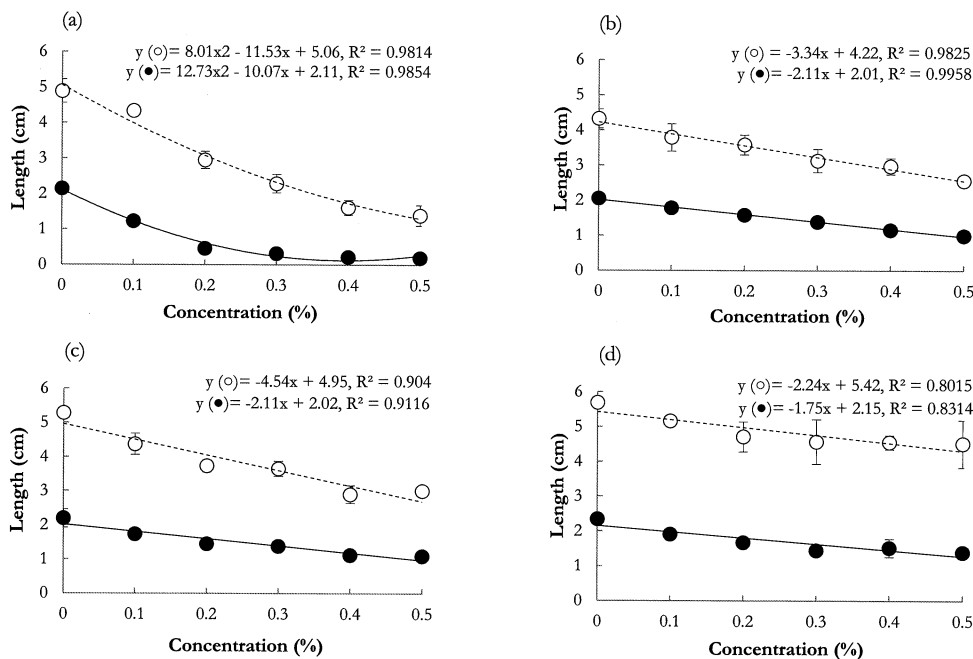 (a)
y (○)= 8.01x2 - 11.53x + 5.06, R² = 0.9814
y (●)= 12.73x2 - 10.07x + 2.11, R² = 0.9854
6
5
4
3
2
1
0
Length (cm)
0 0.1 0.2 0.3 0.4 0.5
Concentration (%)
(b)
y (○)= -3.34x + 4.22, R² = 0.9825
y (●)= -2.11x + 2.01, R² = 0.9958
6
5
4
3
2
1
0
Length (cm)
0 0.1 0.2 0.3 0.4 0.5
Concentration (%)
(c)
y (○)= -4.54x + 4.95, R² = 0.904
y (●)= -2.11x + 2.02, R² = 0.9116
6
5
4
3
2
1
0
Length (cm)
0 0.1 0.2 0.3 0.4 0.5
Concentration (%)
(d)
y (○)= -2.24x + 5.42, R² = 0.8015
y (●)= -1.75x + 2.15, R² = 0.8314
6
5
4
3
2
1
0
Length (cm)
0 0.1 0.2 0.3 0.4 0.5
Concentration (%)